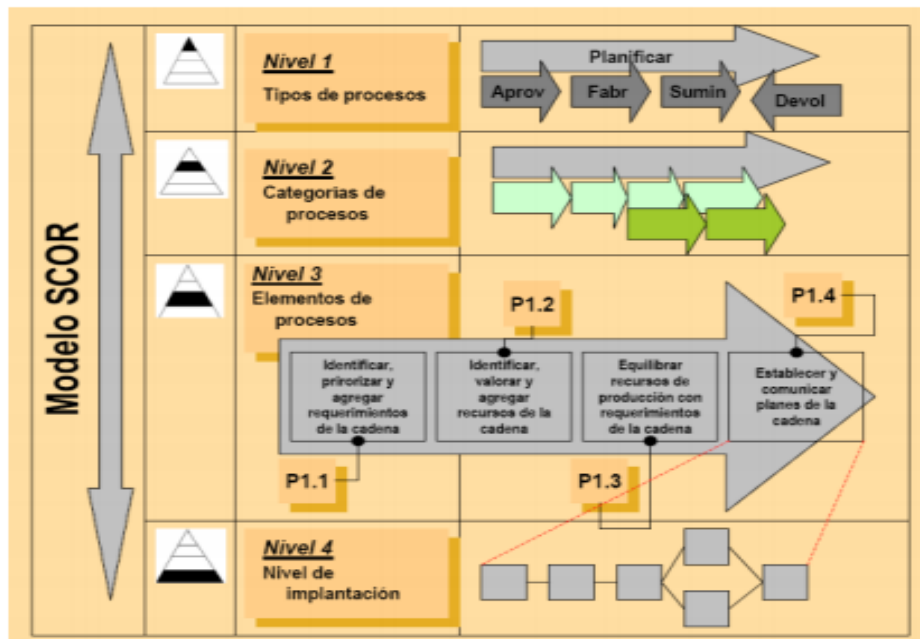 Modelo SCOR
Nivel 1
Tipos de procesos
Planificar
Aprov
Fabr
Sumin
Devol
Nivel 2
Categorías de
procesos
Nivel 3
Elementos de
procesos
P1.2
P1.4
Identificar,
prirorizar y
agregar
requerimientos
de la cadena
Identificar,
valorar y
agregar
recursos de la
cadena
Equilibrar
recursos de
producción con
requerimientos
de la cadena
Establecer y
comunicar
planes de la
cadena
P1.1
P1.3
Nivel 4
Nivel de
implantación